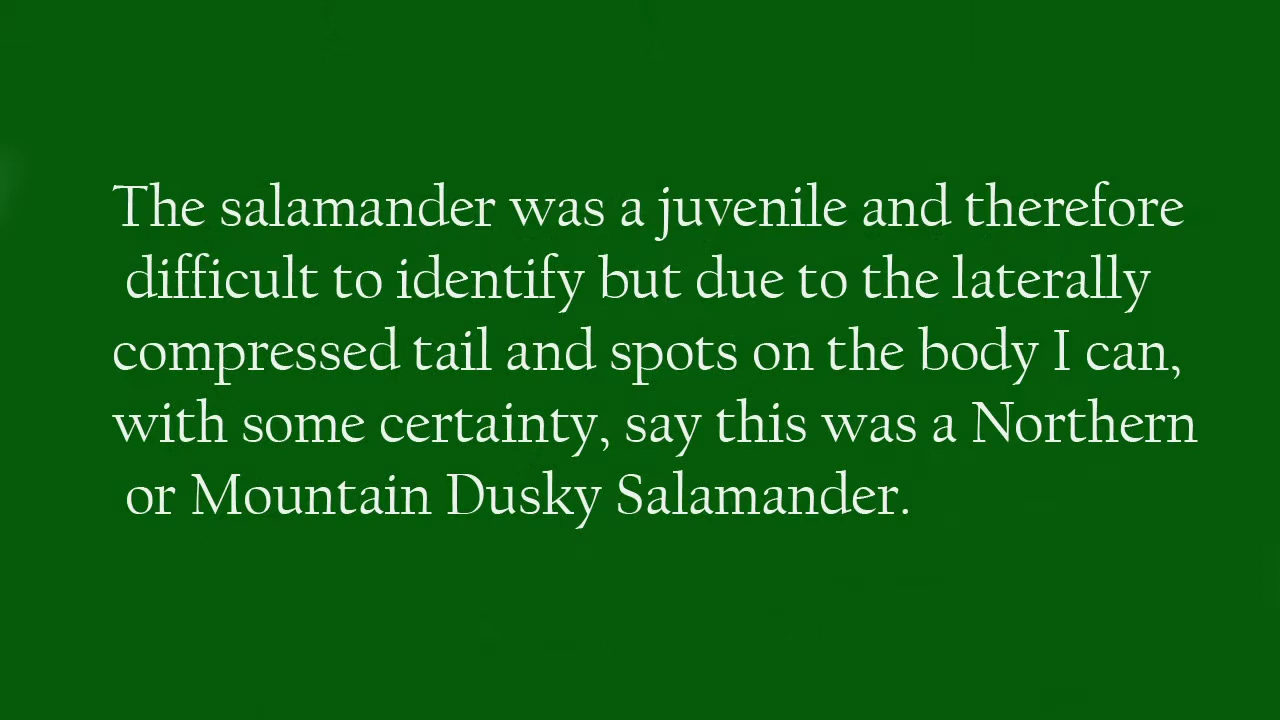 The salamander was a juvenile and therefore
difficult to identify but due to the laterally
compressed tail and spots on the body I can,
with some certainty, say this was a Northern
or Mountain Dusky Salamander.